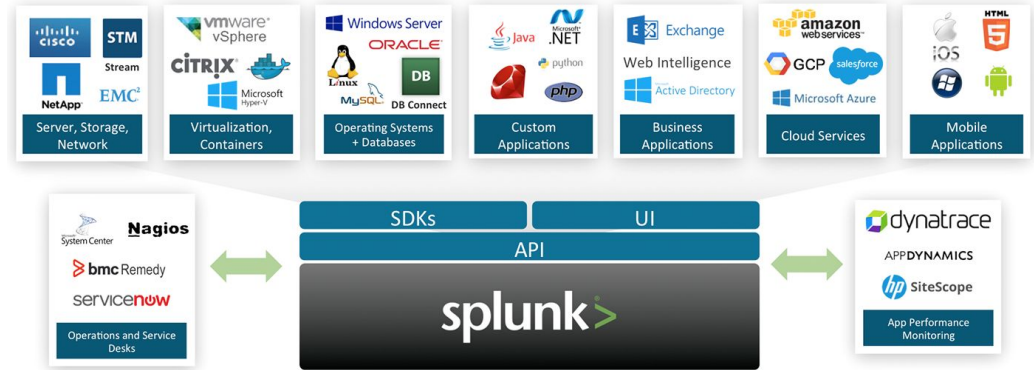 CISCO
STM
Stream
NetApp
EMC²
Server, Storage,
Network
vmware
vSphere
CITRIX
docker
Microsoft
Hyper-V
Virtualization,
Containers
Windows Server
ORACLE
Linux
DB
MySQL
DB Connect
Operating Systems
+ Databases
Java
Microsoft
.NET
python
php
Custom
Applications
E X Exchange
Web Intelligence
Active Directory
Business
Applications
amazon
web services
GCP
salesforce
Microsoft Azure
Cloud Services
iOS
HTML
5
Mobile
Applications
System Center
Nagios
bmc Remedy
servicenow
Operations and Service
Desks
SDKs
UI
API
splunk>
dynatrace
APPDYNAMICS
hp SiteScope
App Performance
Monitoring